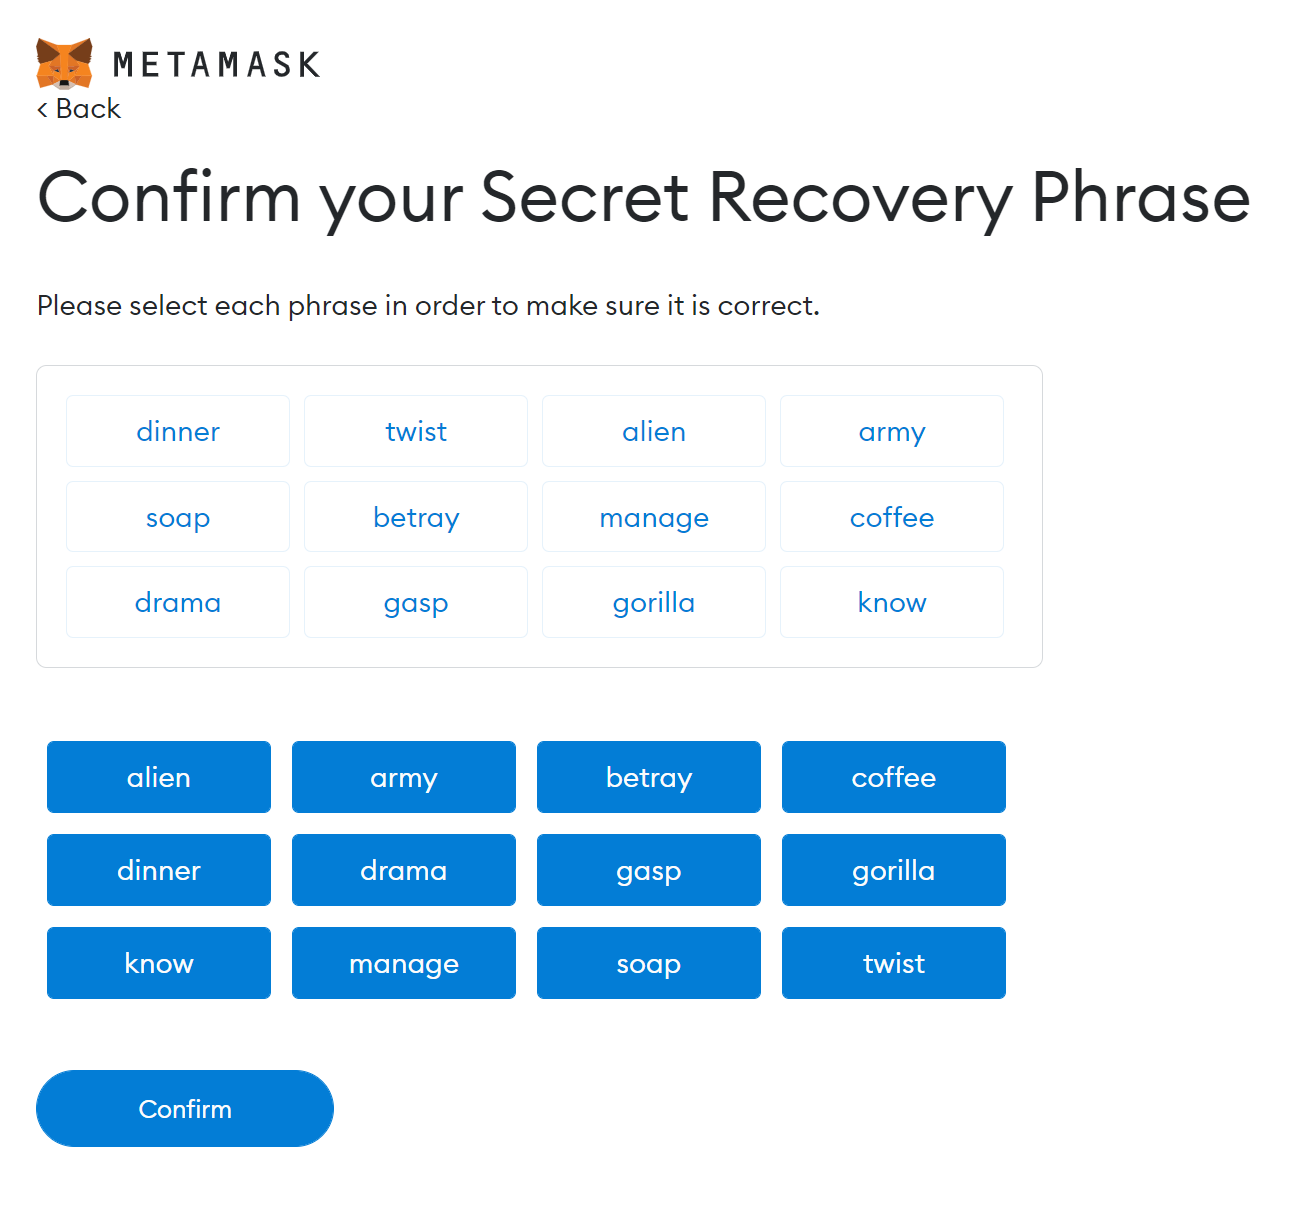 METAMASK
< Back
Confirm your Secret Recovery Phrase
Please select each phrase in order to make sure it is correct.
dinner twist alien army
soap betray manage coffee
drama gasp gorilla know
alien army betray coffee
dinner drama gasp gorilla
know manage soap twist
Confirm